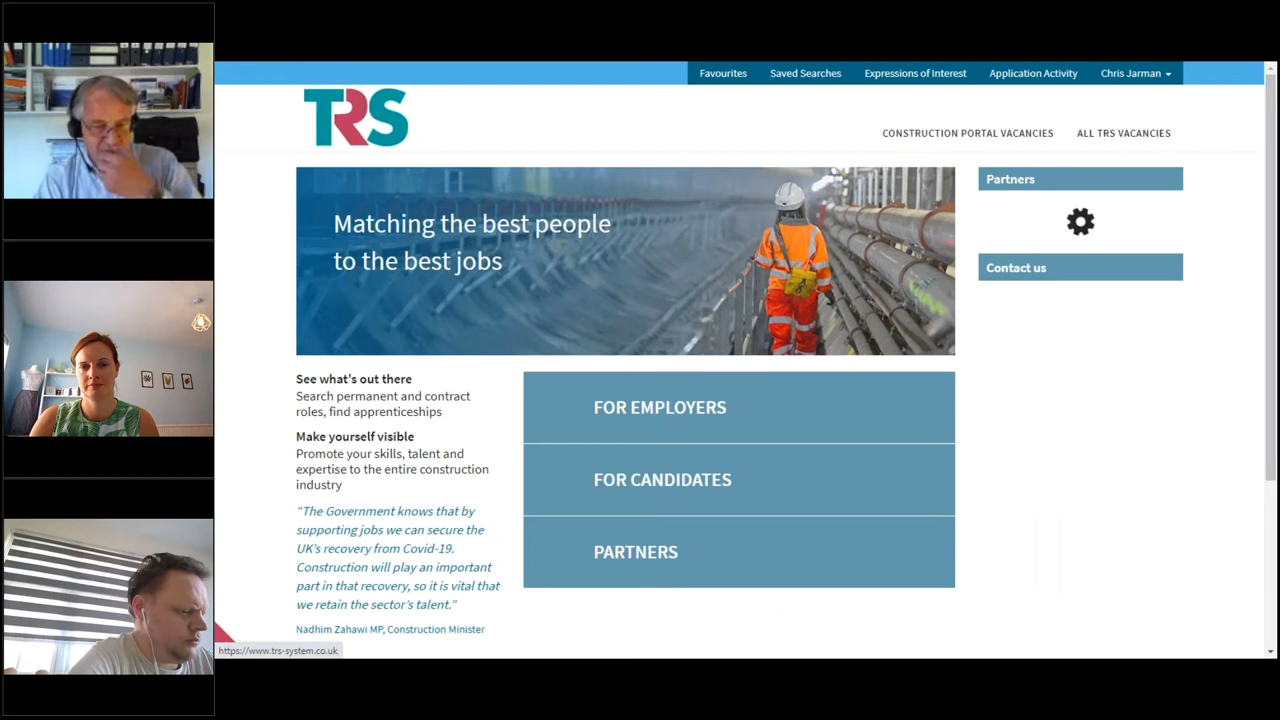 Favourites Saved Searches Expressions of Interest Application Activity Chris Jarman
TRS
CONSTRUCTION PORTAL VACANCIES ALL TRS VACANCIES
Matching the best people
to the best jobs
Partners
Contact us
See what's out there
Search permanent and contract
roles, find apprenticeships
Make yourself visible
Promote your skills, talent and
expertise to the entire construction
industry
“The Government knows that by
supporting jobs we can secure the
UK’s recovery from Covid-19.
Construction will play an important
part in that recovery, so it is vital that
we retain the sector’s talent.”
Nadhim Zahawi MP, Construction Minister
FOR EMPLOYERS
FOR CANDIDATES
PARTNERS
https://www.trs-system.co.uk